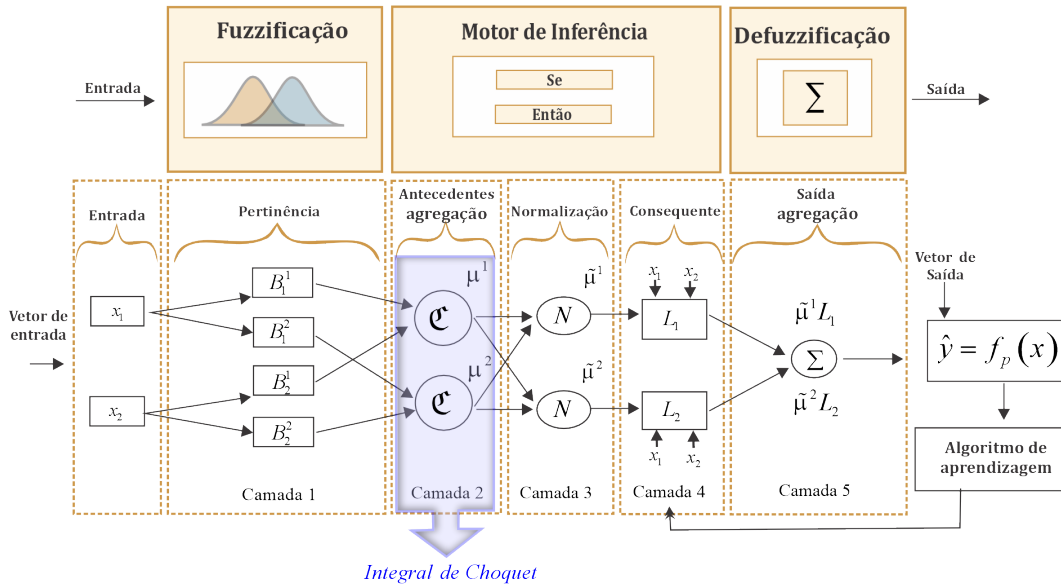 Fuzzificação
Motor de Inferência
Defuzzificação
Entrada
Se
Então
∑
Saída
Entrada
Pertinência
Antecedentes
agregação
Normalização
Consequente
Saída
agregação
Vetor de
Saída
Vetor de
entrada
x₁
x₂
B₁¹
B₁²
B₂¹
B₂²
μ¹
ℭ
μ²
ℭ
μ̃¹
N
μ̃²
N
x₁ x₂
L₁
L₂
x₁ x₂
μ̃¹L₁
∑
μ̃²L₂
ŷ = fₚ(x)
Algoritmo de
aprendizagem
Camada 1
Camada 2
Camada 3
Camada 4
Camada 5
Integral de Choquet